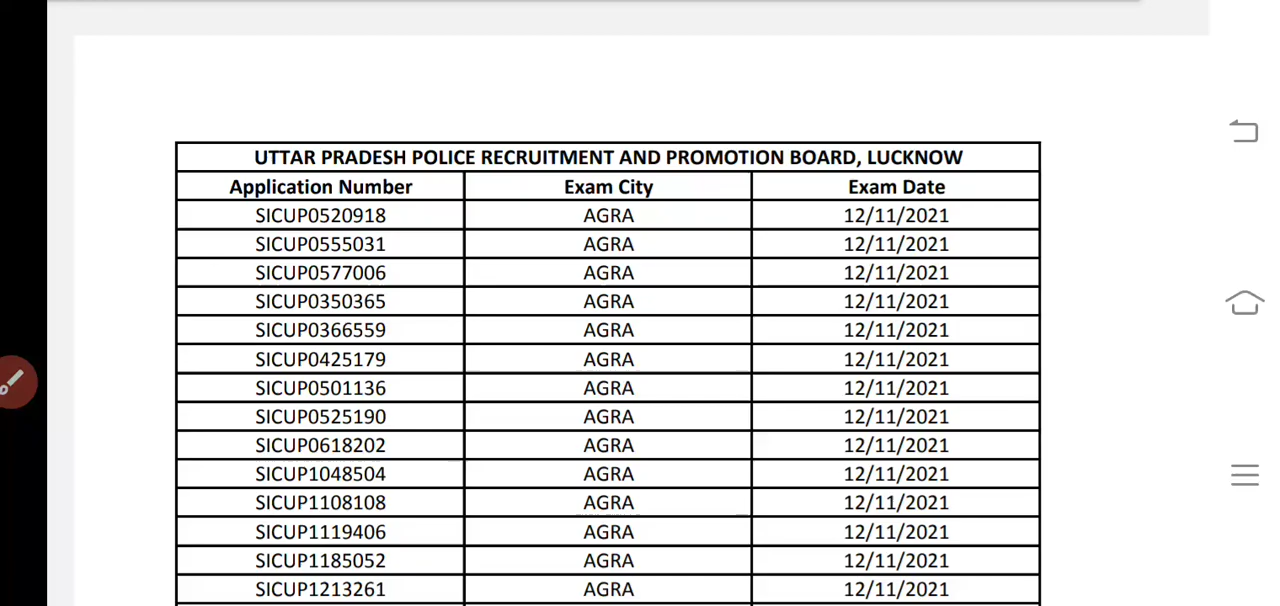 UTTAR PRADESH POLICE RECRUITMENT AND PROMOTION BOARD, LUCKNOW
Application Number Exam City Exam Date
SICUP0520918 AGRA 12/11/2021
SICUP0555031 AGRA 12/11/2021
SICUP0577006 AGRA 12/11/2021
SICUP0350365 AGRA 12/11/2021
SICUP0366559 AGRA 12/11/2021
SICUP0425179 AGRA 12/11/2021
SICUP0501136 AGRA 12/11/2021
SICUP0525190 AGRA 12/11/2021
SICUP0618202 AGRA 12/11/2021
SICUP1048504 AGRA 12/11/2021
SICUP1108108 AGRA 12/11/2021
SICUP1119406 AGRA 12/11/2021
SICUP1185052 AGRA 12/11/2021
SICUP1213261 AGRA 12/11/2021